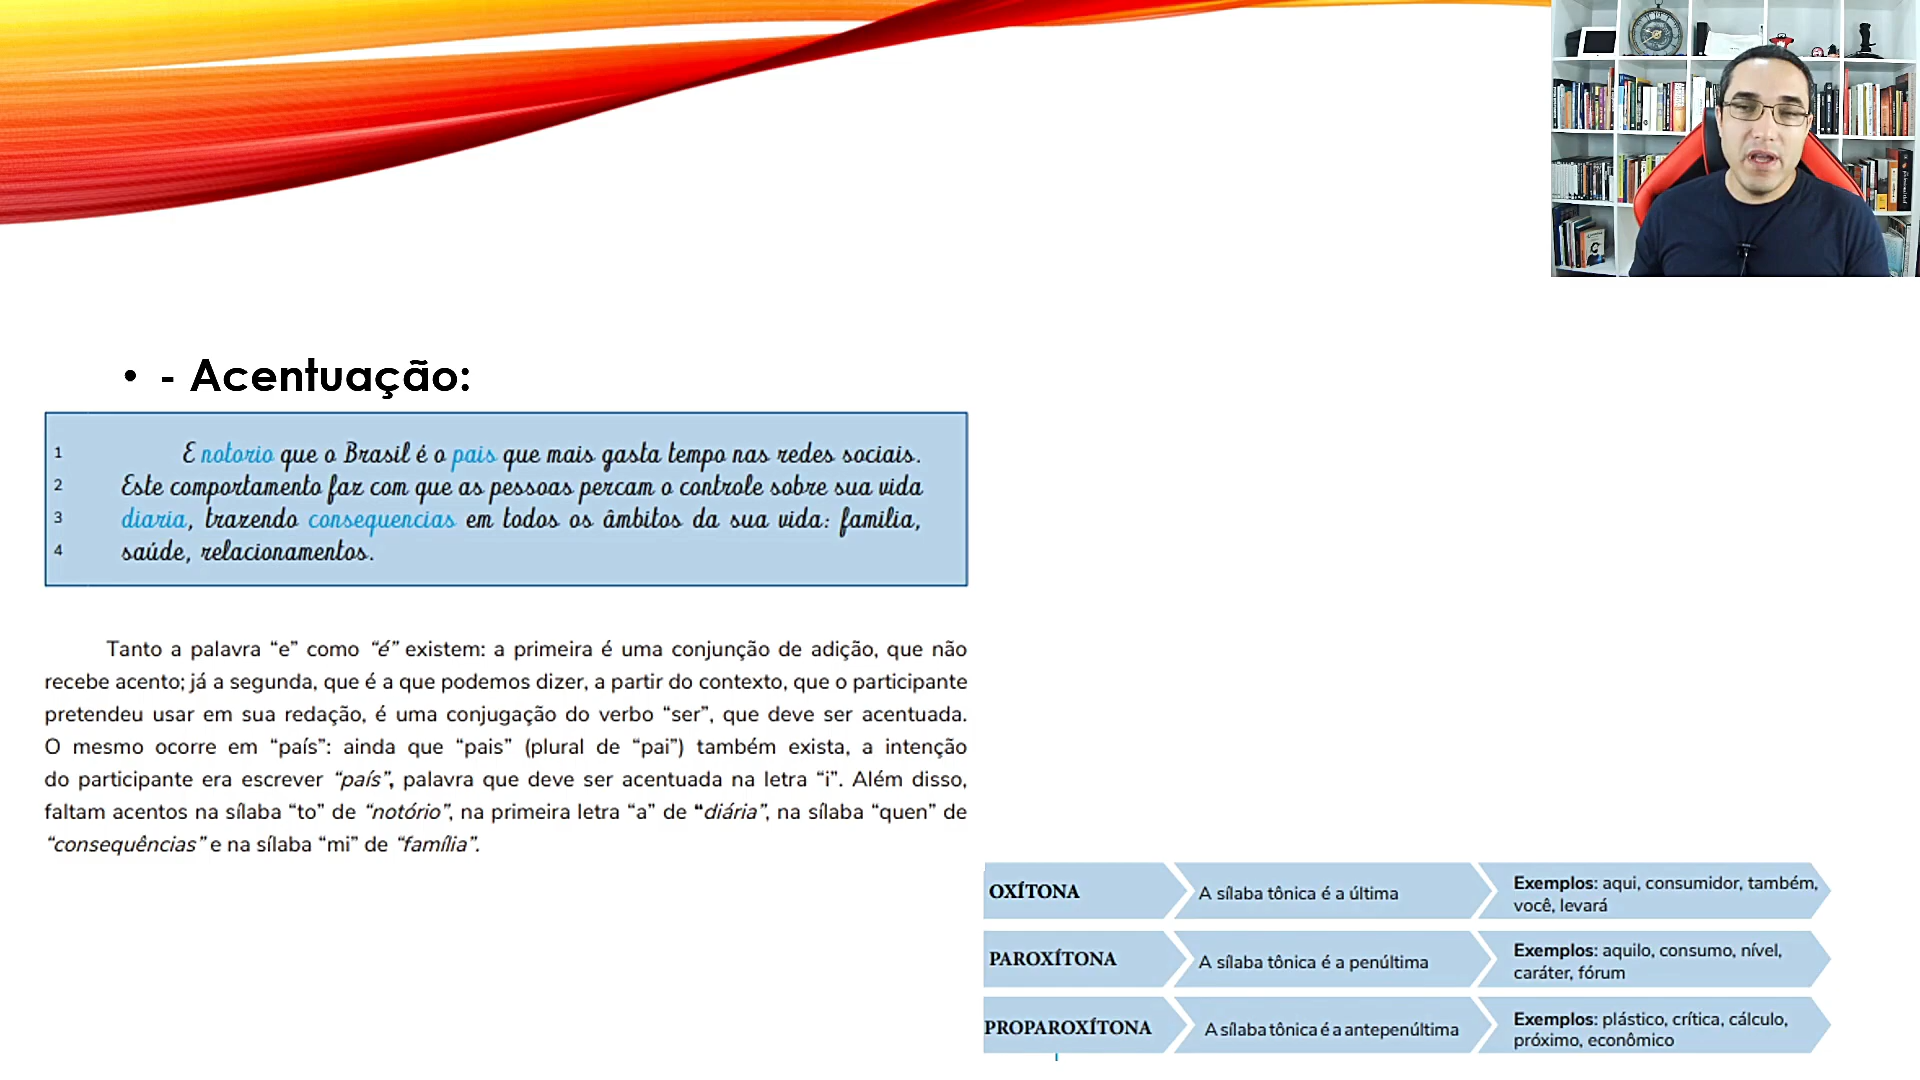 • - Acentuação:
1 E notorio que o Brasil é o pais que mais gasta tempo nas redes sociais.
2 Este comportamento faz com que as pessoas percam o controle sobre sua vida
3 diaria, trazendo consequencias em todos os âmbitos da sua vida: familia,
4 saúde, relacionamentos.
Tanto a palavra “e” como “é” existem: a primeira é uma conjunção de adição, que não
recebe acento; já a segunda, que é a que podemos dizer, a partir do contexto, que o participante
pretendeu usar em sua redação, é uma conjugação do verbo “ser”, que deve ser acentuada.
O mesmo ocorre em “país”: ainda que “pais” (plural de “pai”) também exista, a intenção
do participante era escrever “país”, palavra que deve ser acentuada na letra “i”. Além disso,
faltam acentos na sílaba “to” de “notório”, na primeira letra “a” de “diária”, na sílaba “quen” de
“consequências” e na sílaba “mi” de “família”.
OXÍTONA
A sílaba tônica é a última
Exemplos: aqui, consumidor, também,
você, levará
PAROXÍTONA
A sílaba tônica é a penúltima
Exemplos: aquilo, consumo, nível,
caráter, fórum
PROPAROXÍTONA
A sílaba tônica é a antepenúltima
Exemplos: plástico, crítica, cálculo,
próximo, econômico